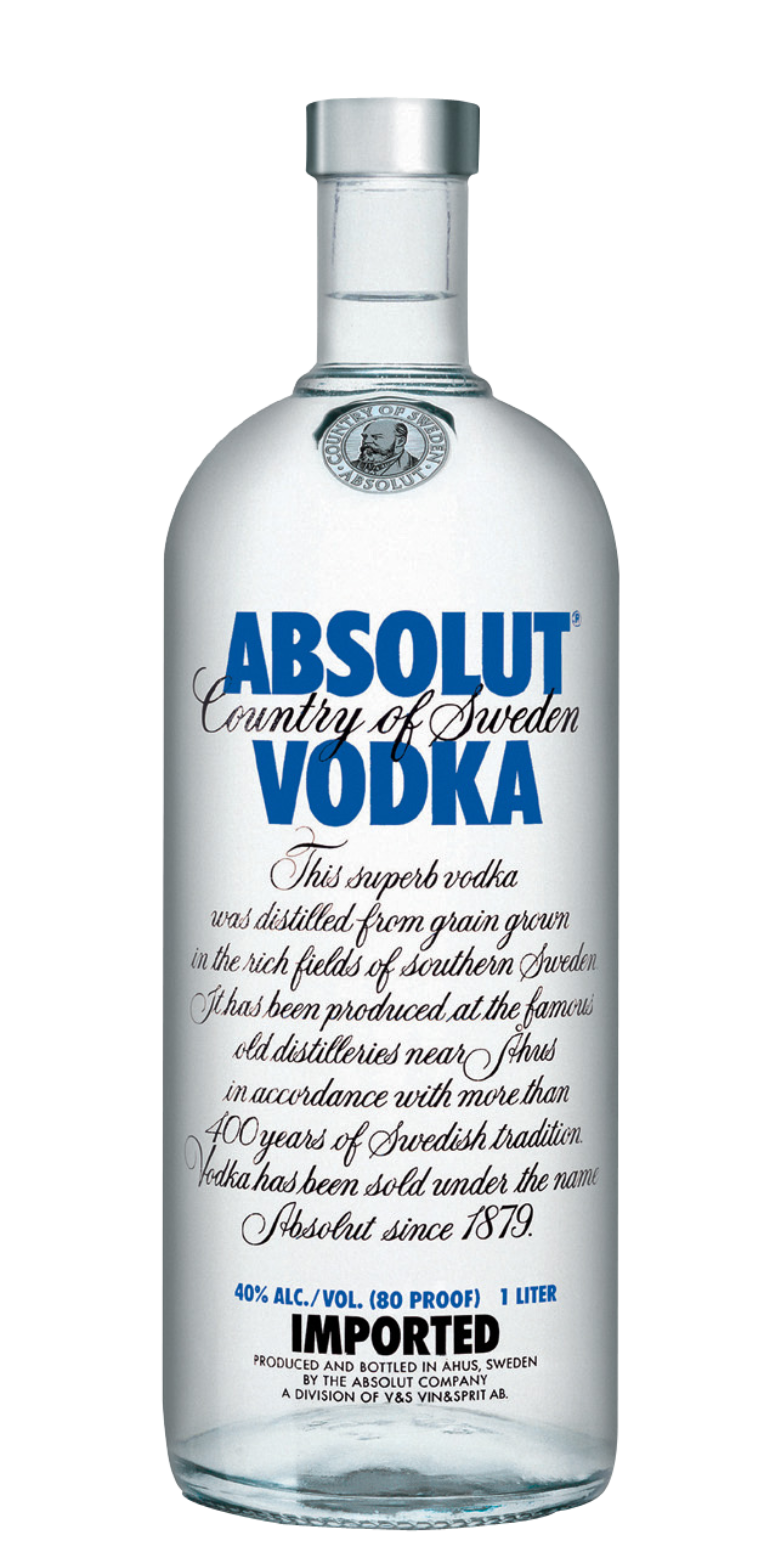 COUNTRY OF SWEDEN
ABSOLUT
ABSOLUT®
Country of Sweden
VODKA
This superb vodka
was distilled from grain grown
in the rich fields of southern Sweden.
It has been produced at the famous
old distilleries near Åhus
in accordance with more than
400 years of Swedish tradition.
Vodka has been sold under the name
Absolut since 1879.
40% ALC./VOL. (80 PROOF) 1 LITER
IMPORTED
PRODUCED AND BOTTLED IN ÅHUS, SWEDEN
BY THE ABSOLUT COMPANY
A DIVISION OF V&S VIN&SPRIT AB.